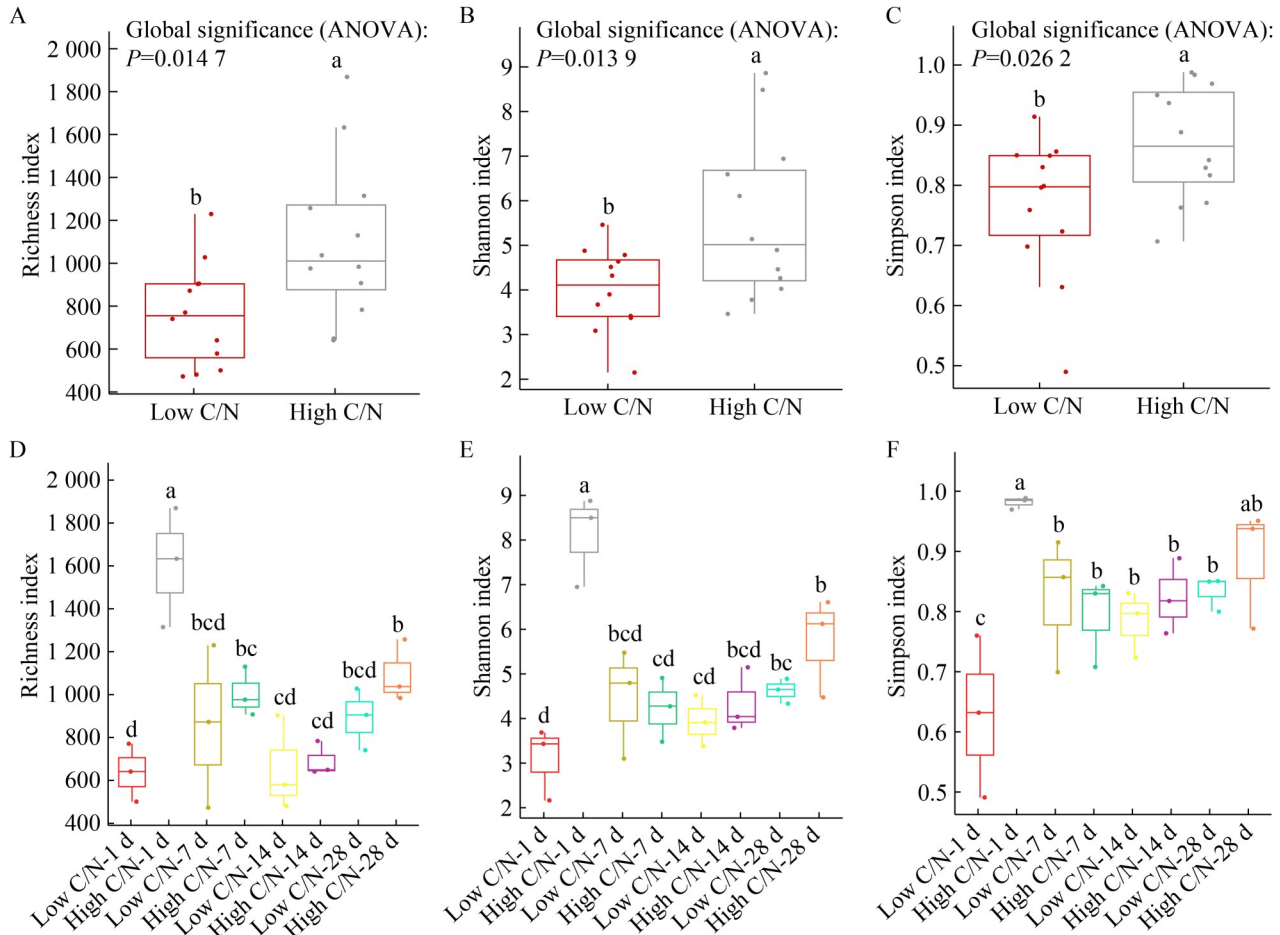 A
Global significance (ANOVA):
P=0.014 7
Richness index
2 000
1 800
1 600
1 400
1 200
1 000
800
600
400
b
a
Low C/N
High C/N
B
Global significance (ANOVA):
P=0.013 9
Shannon index
9
8
7
6
5
4
3
2
b
a
Low C/N
High C/N
C
Global significance (ANOVA):
P=0.026 2
Simpson index
1.0
0.9
0.8
0.7
0.6
0.5
b
a
Low C/N
High C/N
D
Richness index
2 000
1 800
1 600
1 400
1 200
1 000
800
600
400
d
a
bcd
bc
cd
cd
bcd
b
Low C/N-1 d
High C/N-1 d
Low C/N-7 d
High C/N-7 d
Low C/N-14 d
High C/N-14 d
Low C/N-28 d
High C/N-28 d
E
Shannon index
9
8
7
6
5
4
3
2
d
a
bcd
cd
cd
bcd
bc
b
Low C/N-1 d
High C/N-1 d
Low C/N-7 d
High C/N-7 d
Low C/N-14 d
High C/N-14 d
Low C/N-28 d
High C/N-28 d
F
Simpson index
1.0
0.9
0.8
0.7
0.6
0.5
c
a
b
b
b
b
b
ab
Low C/N-1 d
High C/N-1 d
Low C/N-7 d
High C/N-7 d
Low C/N-14 d
High C/N-14 d
Low C/N-28 d
High C/N-28 d